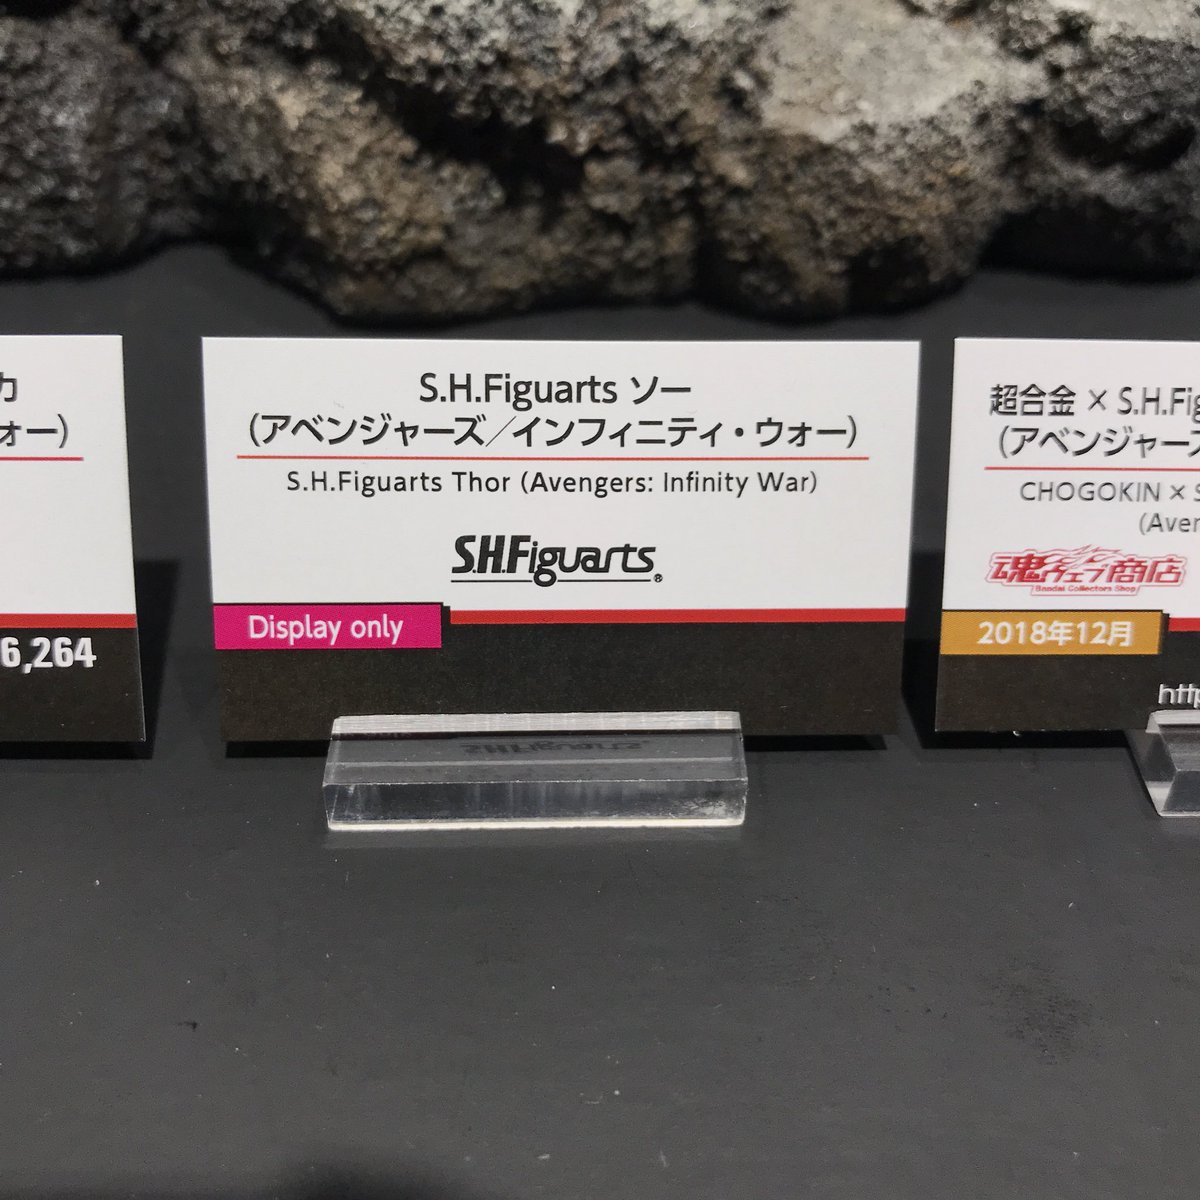 カ
ォー)
6,264
S.H.Figuarts ソー
(アベンジャーズ／インフィニティ・ウォー)
S.H.Figuarts Thor (Avengers: Infinity War)
S.H.Figuarts®
Display only
超合金 × S.H.Fig
(アベンジャーズ
CHOGOKIN × S
(Aven
魂ウェブ商店
Bandai Collectors Shop
2018年12月
http